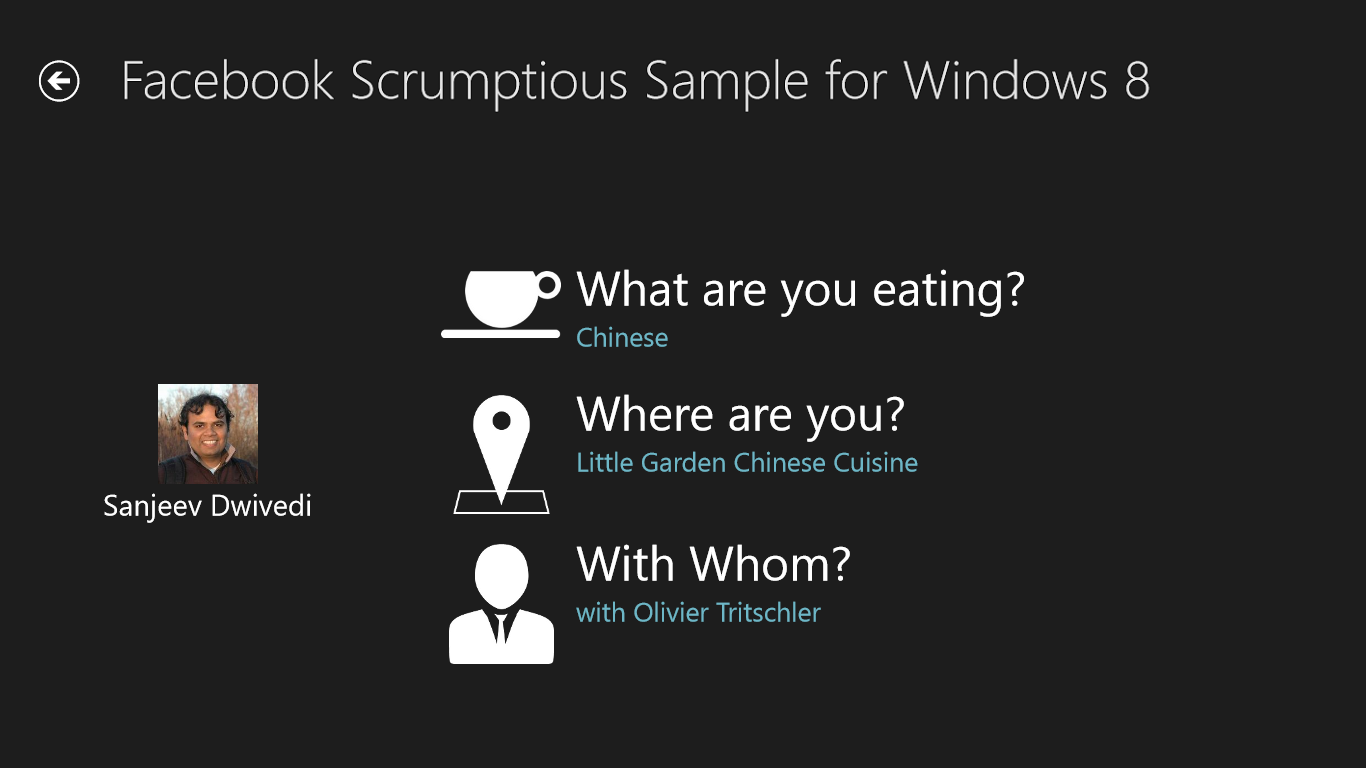 Facebook Scrumptious Sample for Windows 8
What are you eating?
Chinese
Where are you?
Little Garden Chinese Cuisine
Sanjeev Dwivedi
With Whom?
with Olivier Tritschler